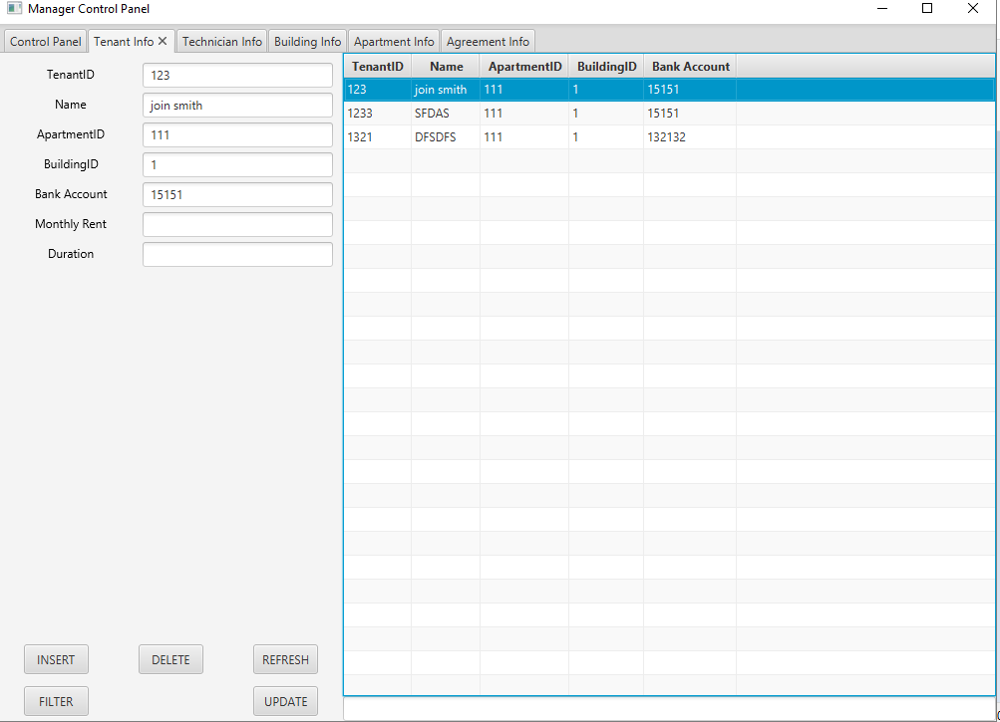 Manager Control Panel
Control Panel Tenant Info Technician Info Building Info Apartment Info Agreement Info
TenantID 123
Name join smith
ApartmentID 111
BuildingID 1
Bank Account 15151
Monthly Rent
Duration
TenantID Name ApartmentID BuildingID Bank Account
123 join smith 111 1 15151
1233 SFDAS 111 1 15151
1321 DFSDFS 111 1 132132
INSERT DELETE REFRESH
FILTER UPDATE